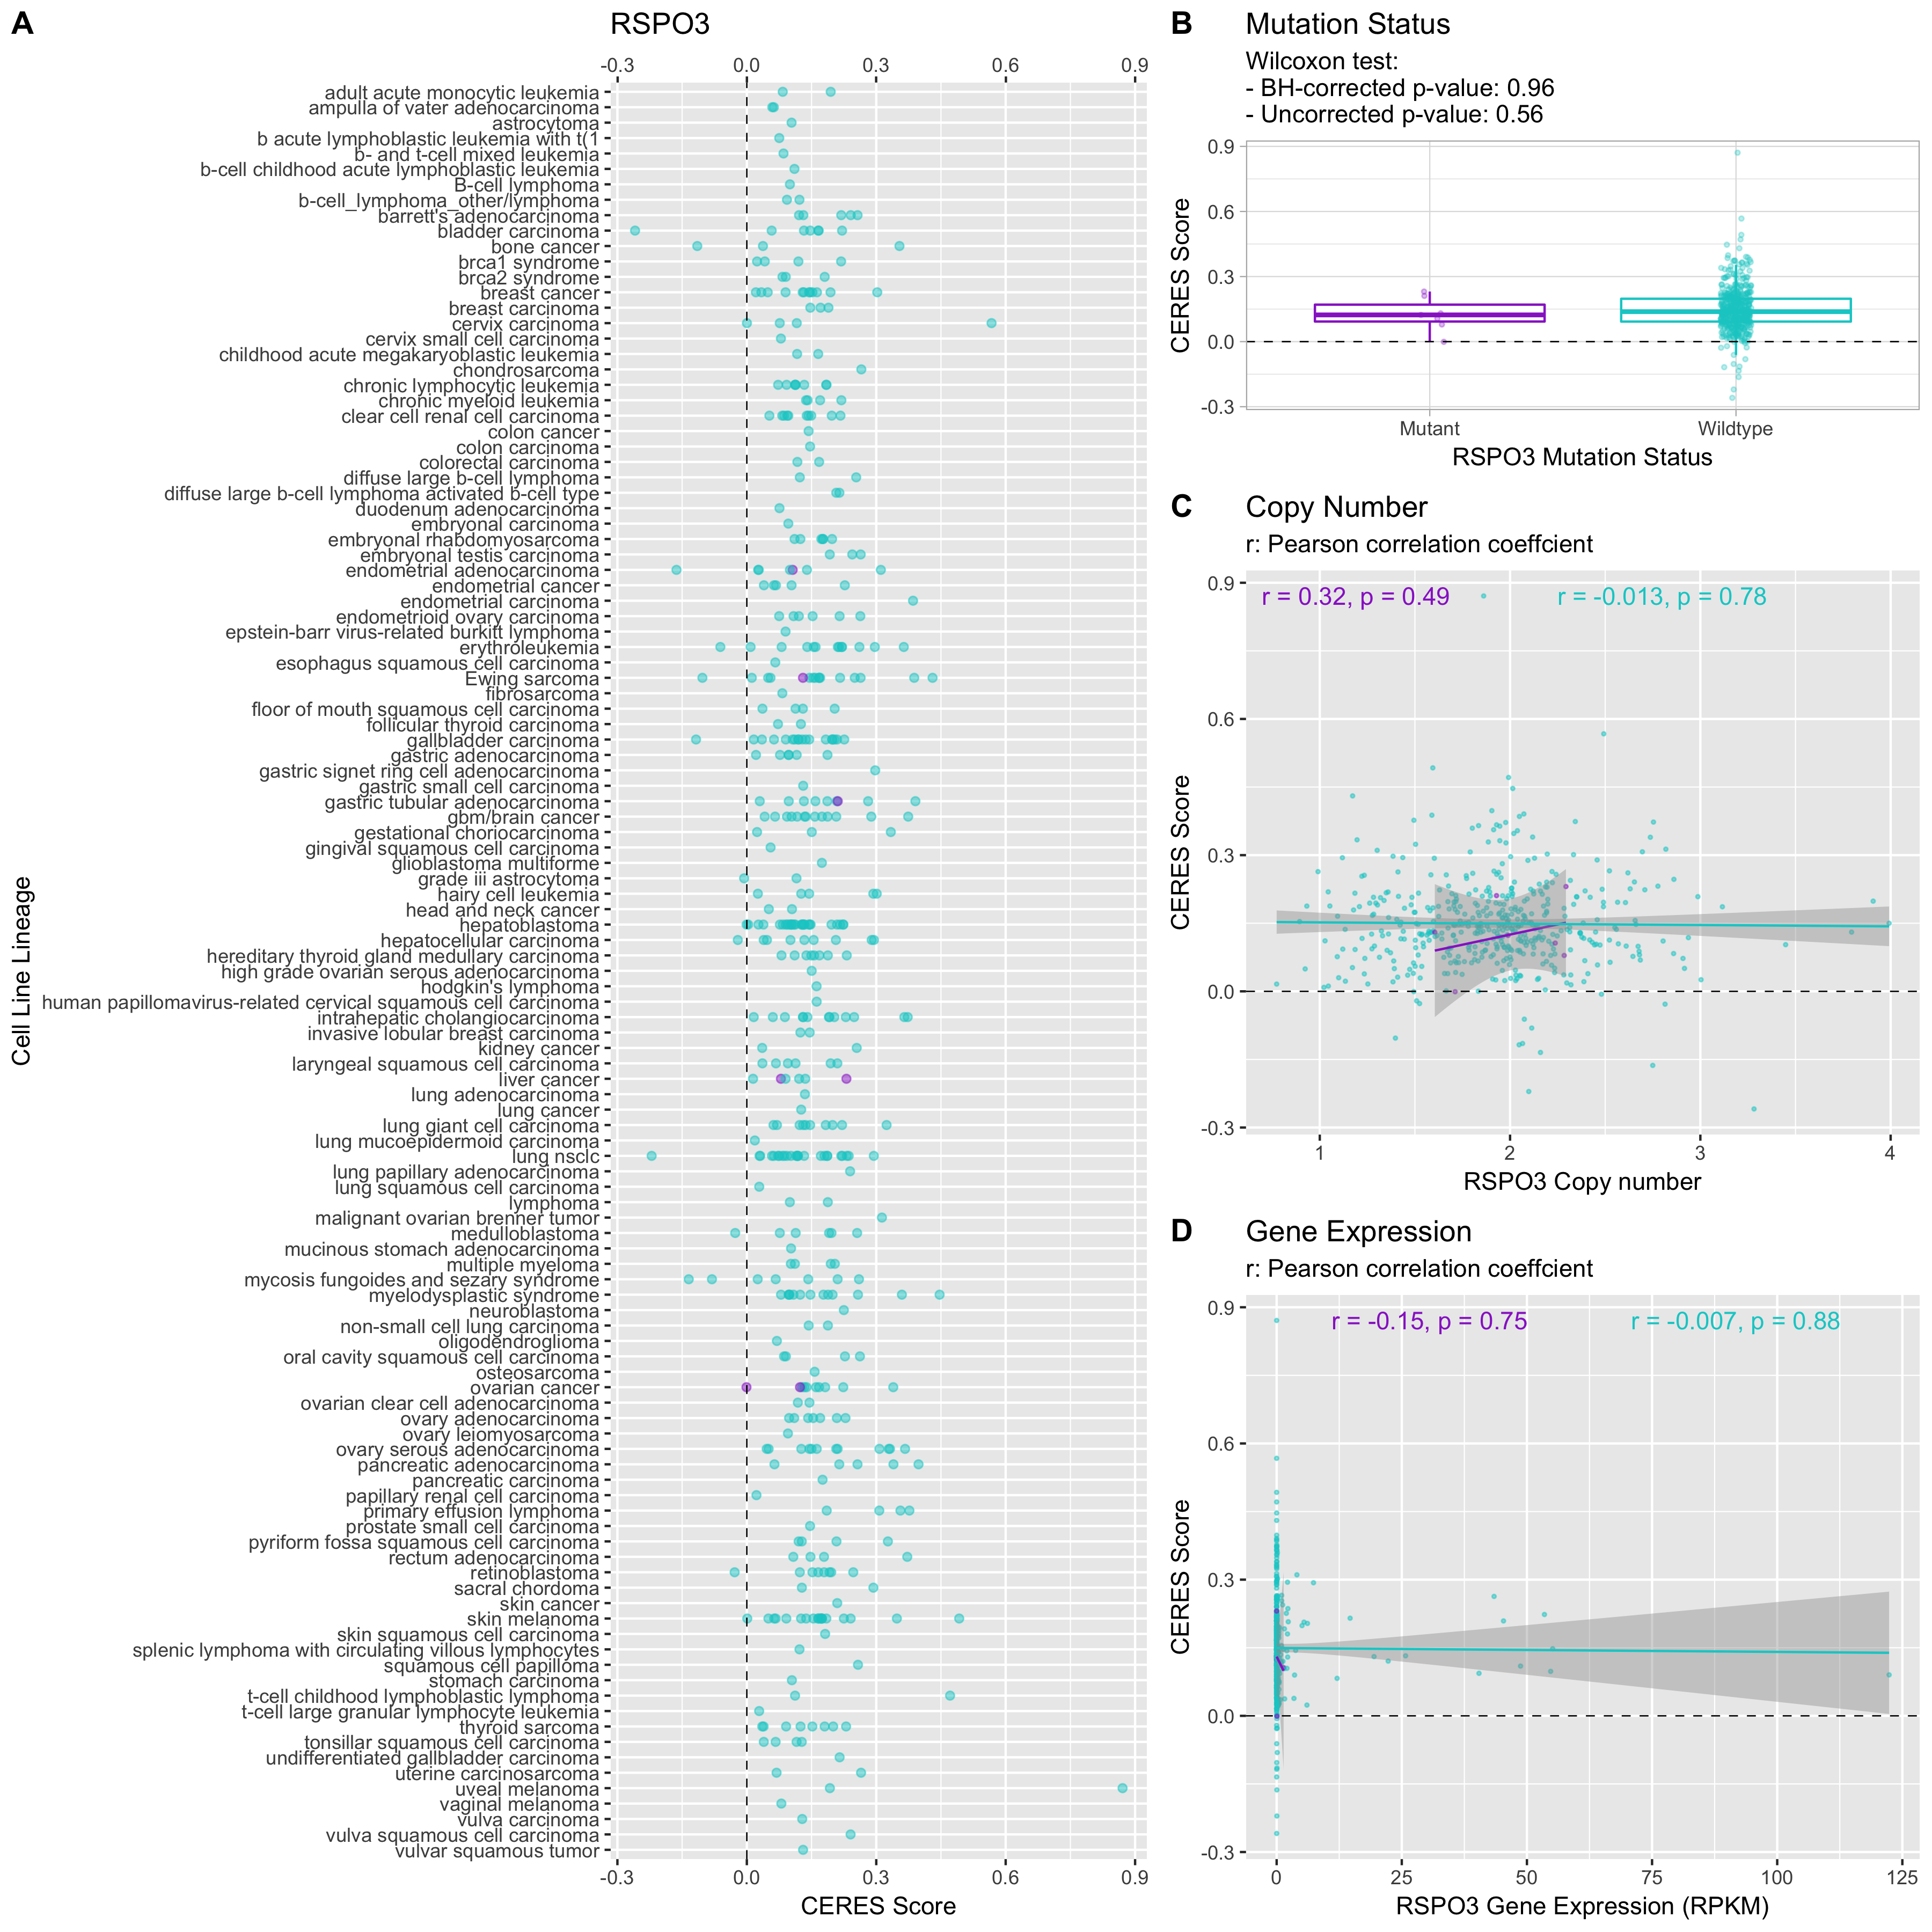 A
RSPO3
-0.3 0.0 0.3 0.6 0.9
Cell Line Lineage
adult acute monocytic leukemia
ampulla of vater adenocarcinoma
astrocytoma
b acute lymphoblastic leukemia with t(1
b- and t-cell mixed leukemia
b-cell childhood acute lymphoblastic leukemia
B-cell lymphoma
b-cell_lymphoma_other/lymphoma
barrett's adenocarcinoma
bladder carcinoma
bone cancer
brca1 syndrome
brca2 syndrome
breast cancer
breast carcinoma
cervix carcinoma
cervix small cell carcinoma
childhood acute megakaryoblastic leukemia
chondrosarcoma
chronic lymphocytic leukemia
chronic myeloid leukemia
clear cell renal cell carcinoma
colon cancer
colon carcinoma
colorectal carcinoma
diffuse large b-cell lymphoma
diffuse large b-cell lymphoma activated b-cell type
duodenum adenocarcinoma
embryonal carcinoma
embryonal rhabdomyosarcoma
embryonal testis carcinoma
endometrial adenocarcinoma
endometrial cancer
endometrial carcinoma
endometrioid ovary carcinoma
epstein-barr virus-related burkitt lymphoma
erythroleukemia
esophagus squamous cell carcinoma
Ewing sarcoma
fibrosarcoma
floor of mouth squamous cell carcinoma
follicular thyroid carcinoma
gallbladder carcinoma
gastric adenocarcinoma
gastric signet ring cell adenocarcinoma
gastric small cell carcinoma
gastric tubular adenocarcinoma
gbm/brain cancer
gestational choriocarcinoma
gingival squamous cell carcinoma
glioblastoma multiforme
grade iii astrocytoma
hairy cell leukemia
head and neck cancer
hepatoblastoma
hepatocellular carcinoma
hereditary thyroid gland medullary carcinoma
high grade ovarian serous adenocarcinoma
hodgkin's lymphoma
human papillomavirus-related cervical squamous cell carcinoma
intrahepatic cholangiocarcinoma
invasive lobular breast carcinoma
kidney cancer
laryngeal squamous cell carcinoma
liver cancer
lung adenocarcinoma
lung cancer
lung giant cell carcinoma
lung mucoepidermoid carcinoma
lung nsclc
lung papillary adenocarcinoma
lung squamous cell carcinoma
lymphoma
malignant ovarian brenner tumor
medulloblastoma
mucinous stomach adenocarcinoma
multiple myeloma
mycosis fungoides and sezary syndrome
myelodysplastic syndrome
neuroblastoma
non-small cell lung carcinoma
oligodendroglioma
oral cavity squamous cell carcinoma
osteosarcoma
ovarian cancer
ovarian clear cell adenocarcinoma
ovary adenocarcinoma
ovary leiomyosarcoma
ovary serous adenocarcinoma
pancreatic adenocarcinoma
pancreatic carcinoma
papillary renal cell carcinoma
primary effusion lymphoma
prostate small cell carcinoma
pyriform fossa squamous cell carcinoma
rectum adenocarcinoma
retinoblastoma
sacral chordoma
skin cancer
skin melanoma
skin squamous cell carcinoma
splenic lymphoma with circulating villous lymphocytes
squamous cell papilloma
stomach carcinoma
t-cell childhood lymphoblastic lymphoma
t-cell large granular lymphocyte leukemia
thyroid sarcoma
tonsillar squamous cell carcinoma
undifferentiated gallbladder carcinoma
uterine carcinosarcoma
uveal melanoma
vaginal melanoma
vulva carcinoma
vulva squamous cell carcinoma
vulvar squamous tumor
-0.3 0.0 0.3 0.6 0.9
CERES Score
B
Mutation Status
Wilcoxon test:
- BH-corrected p-value: 0.96
- Uncorrected p-value: 0.56
CERES Score
0.9
0.6
0.3
0.0
-0.3
Mutant Wildtype
RSPO3 Mutation Status
C
Copy Number
r: Pearson correlation coeffcient
r = 0.32, p = 0.49 r = -0.013, p = 0.78
CERES Score
0.9
0.6
0.3
0.0
-0.3
1 2 3 4
RSPO3 Copy number
D
Gene Expression
r: Pearson correlation coeffcient
r = -0.15, p = 0.75 r = -0.007, p = 0.88
CERES Score
0.9
0.6
0.3
0.0
-0.3
0 25 50 75 100 125
RSPO3 Gene Expression (RPKM)